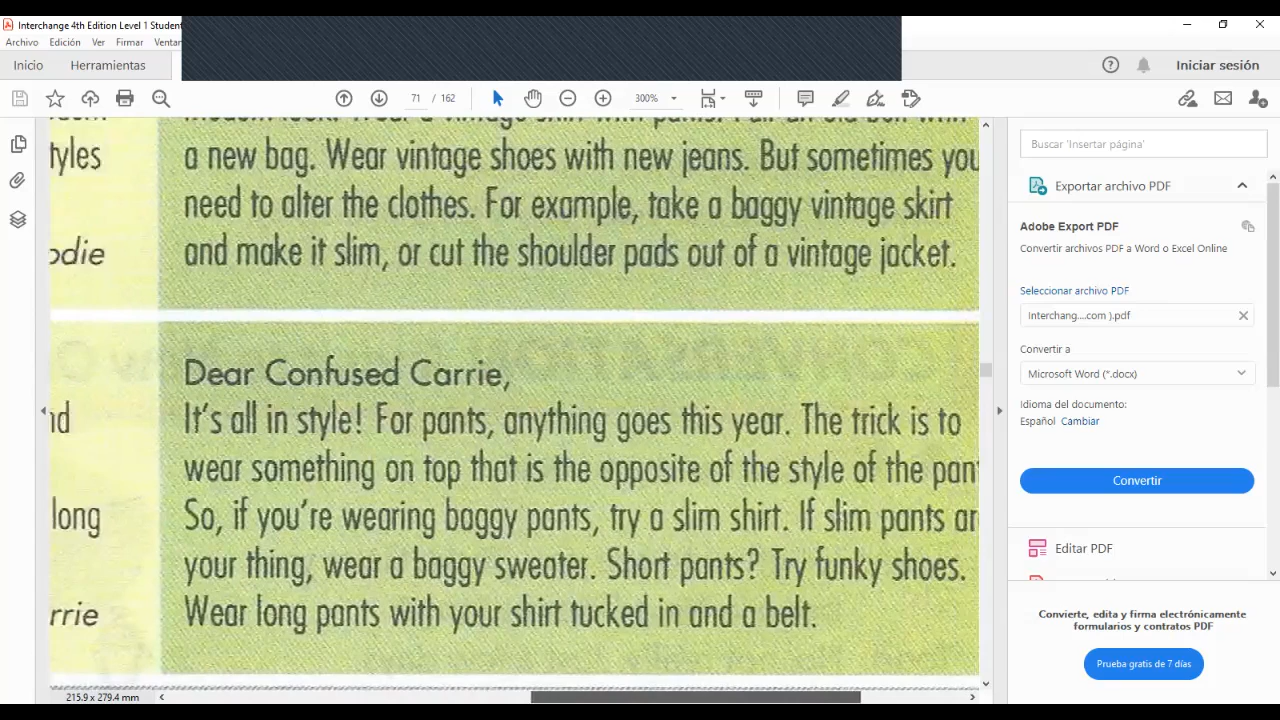 Interchange 4th Edition Level 1 Student
Archivo Edición Ver Firmar Ventan
Inicio Herramientas
Iniciar sesión
71 / 162
300%
tyles
odie
a new bag. Wear vintage shoes with new jeans. But sometimes you
need to alter the clothes. For example, take a baggy vintage skirt
and make it slim, or cut the shoulder pads out of a vintage jacket.
nd
long
rrie
Dear Confused Carrie,
It's all in style! For pants, anything goes this year. The trick is to
wear something on top that is the opposite of the style of the pan
So, if you're wearing baggy pants, try a slim shirt. If slim pants ar
your thing, wear a baggy sweater. Short pants? Try funky shoes.
Wear long pants with your shirt tucked in and a belt.
215.9 x 279.4 mm
Buscar 'Insertar página'
Exportar archivo PDF
Adobe Export PDF
Convertir archivos PDF a Word o Excel Online
Seleccionar archivo PDF
Interchang....com ).pdf
Convertir a
Microsoft Word (*.docx)
Idioma del documento:
Español Cambiar
Convertir
Editar PDF
Convierte, edita y firma electrónicamente
formularios y contratos PDF
Prueba gratis de 7 días